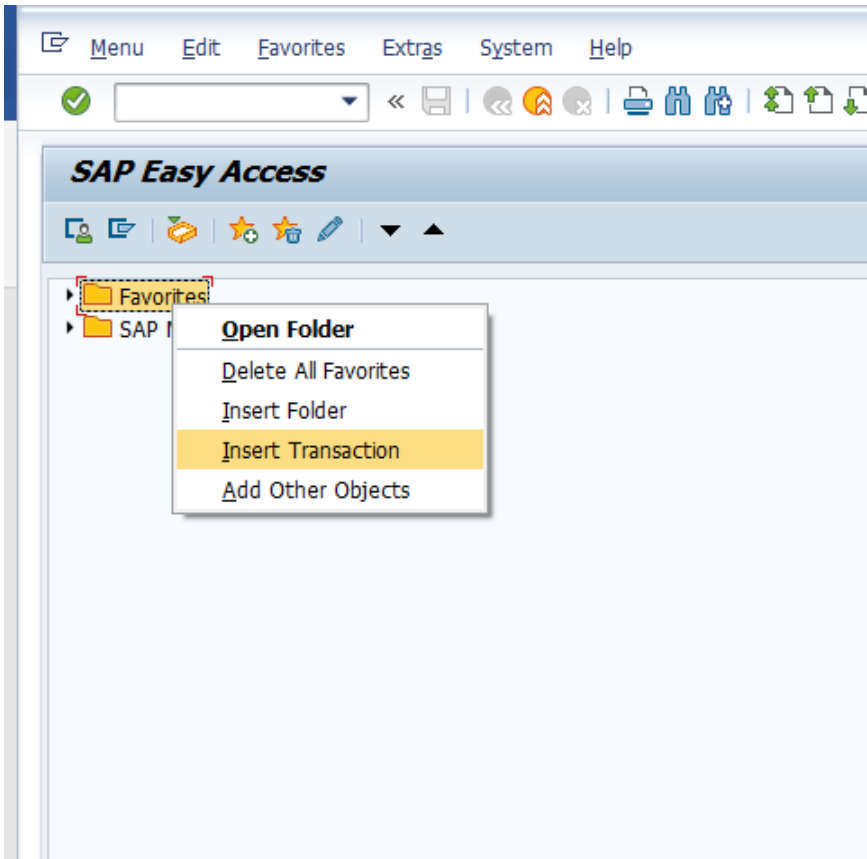 Menu Edit Favorites Extras System Help
SAP Easy Access
Favorites
SAP
Open Folder
Delete All Favorites
Insert Folder
Insert Transaction
Add Other Objects